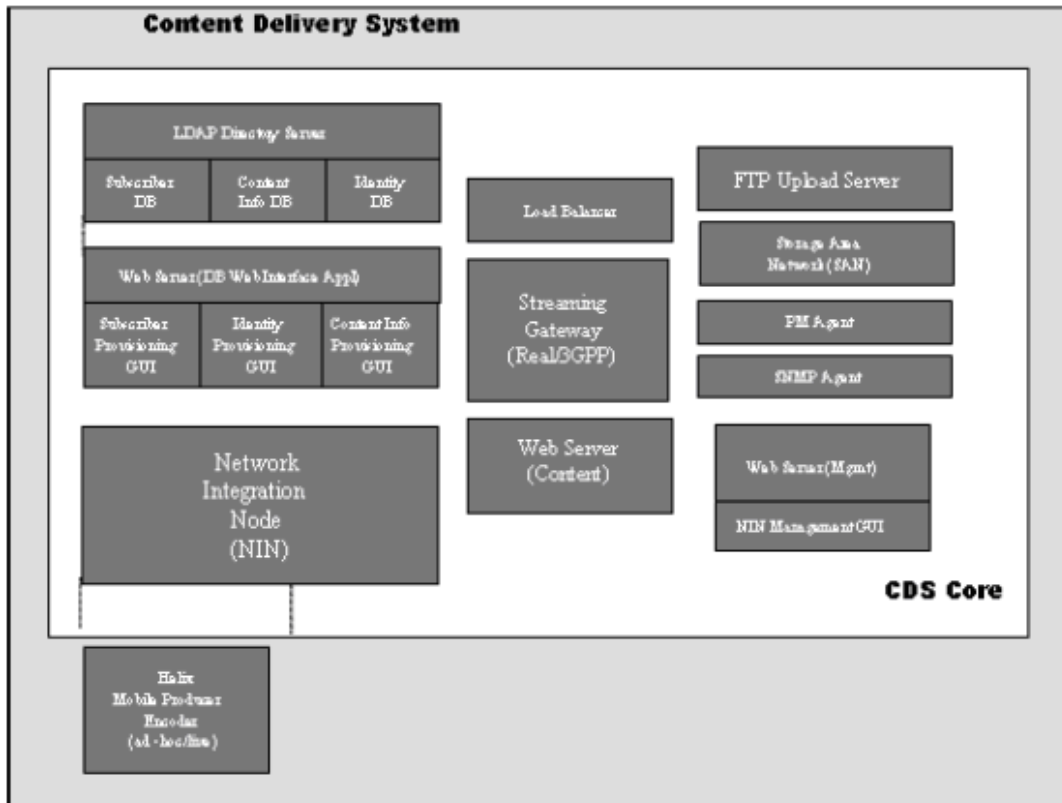 Content Delivery System
LDAP Directory Server
Subscriber
DB
Content
Info DB
Identity
DB
Web Server(DB Web Interface Appl)
Subscriber
Provisioning
GUI
Identity
Provisioning
GUI
Content Info
Provisioning
GUI
Network
Integration
Node
(NIN)
Load Balancer
Streaming
Gateway
(Real/3GPP)
Web Server
(Content)
FTP Upload Server
Storage Area
Network(SAN)
PM Agent
SNMP Agent
Web Server(Mgmt)
NIN Management GUI
CDS Core
Helix
Mobile Producer
Encoder
(ad-hoc/live)